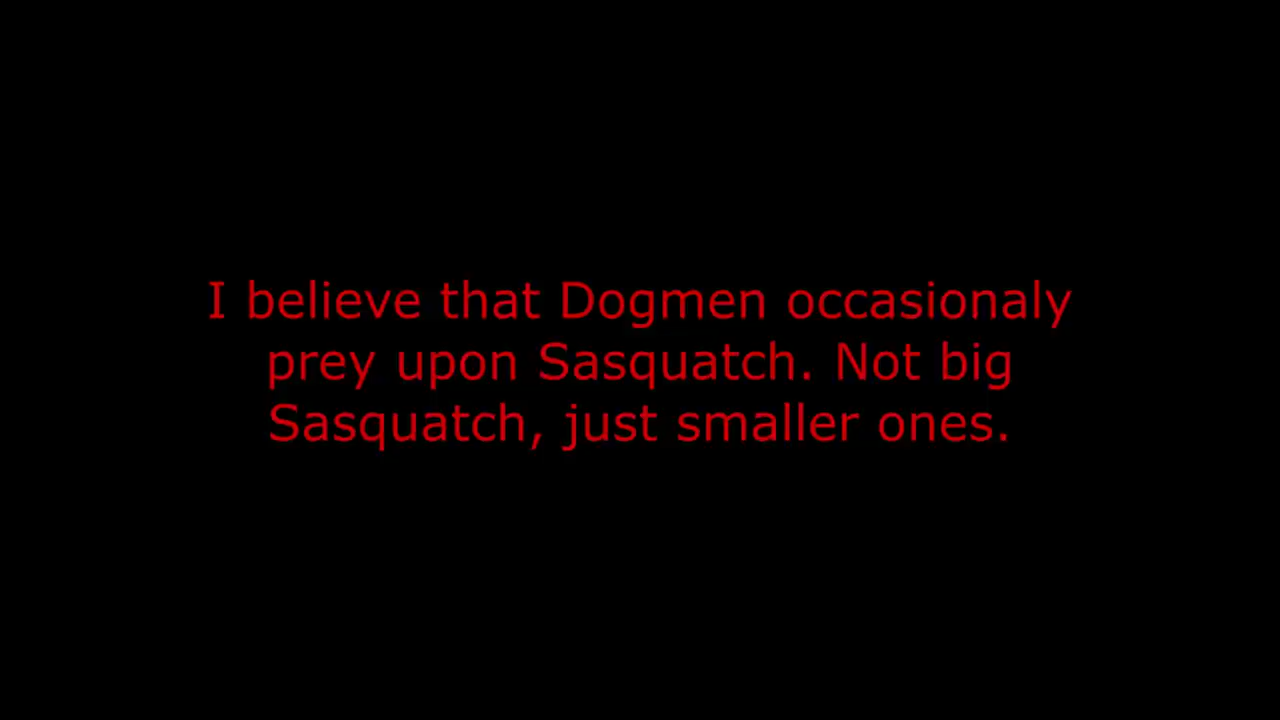 I believe that Dogmen occasionaly
prey upon Sasquatch. Not big
Sasquatch, just smaller ones.